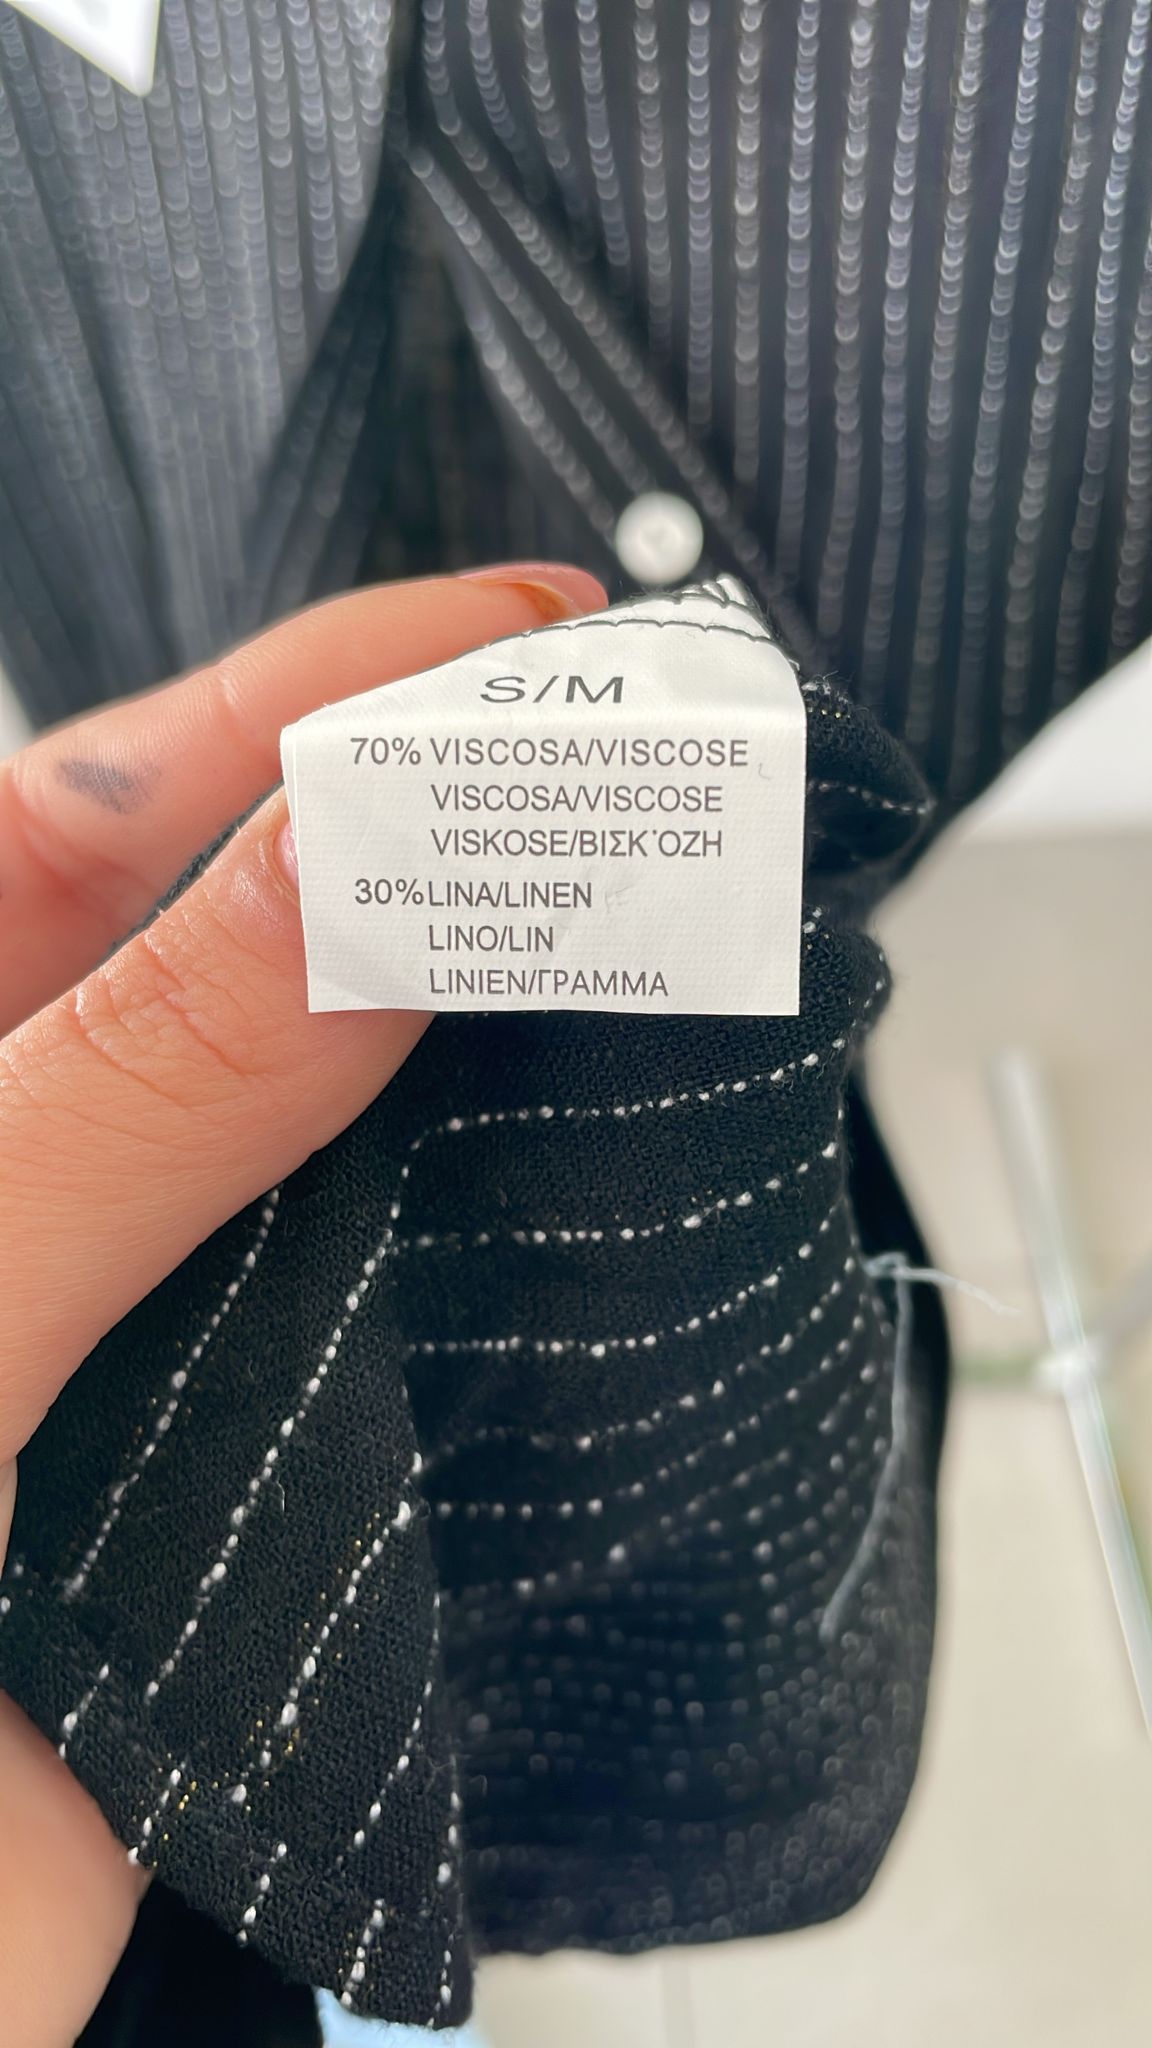 S/M
70% VISCOSA/VISCOSE
VISCOSA/VISCOSE
VISKOSE/ΒΙΣΚ˙ΟΖΗ
30%LINA/LINEN
LINO/LIN
LINIEN/ΓΡΑΜΜΑ